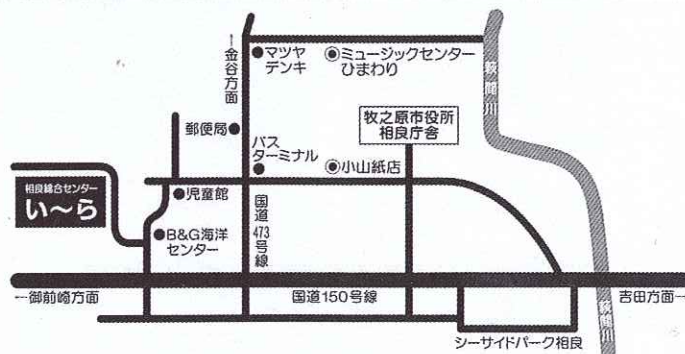 ←金谷方面
●マツヤ
デンキ
◎ミュージックセンター
ひまわり
萩間川
郵便局●
牧之原市役所
相良庁舎
バス
ターミナル
●
◎小山紙店
相良総合センター
い～ら
●児童館
●B&G海洋
センター
国道473号線
←御前崎方面
国道150号線
吉田方面→
萩間川
シーサイドパーク相良